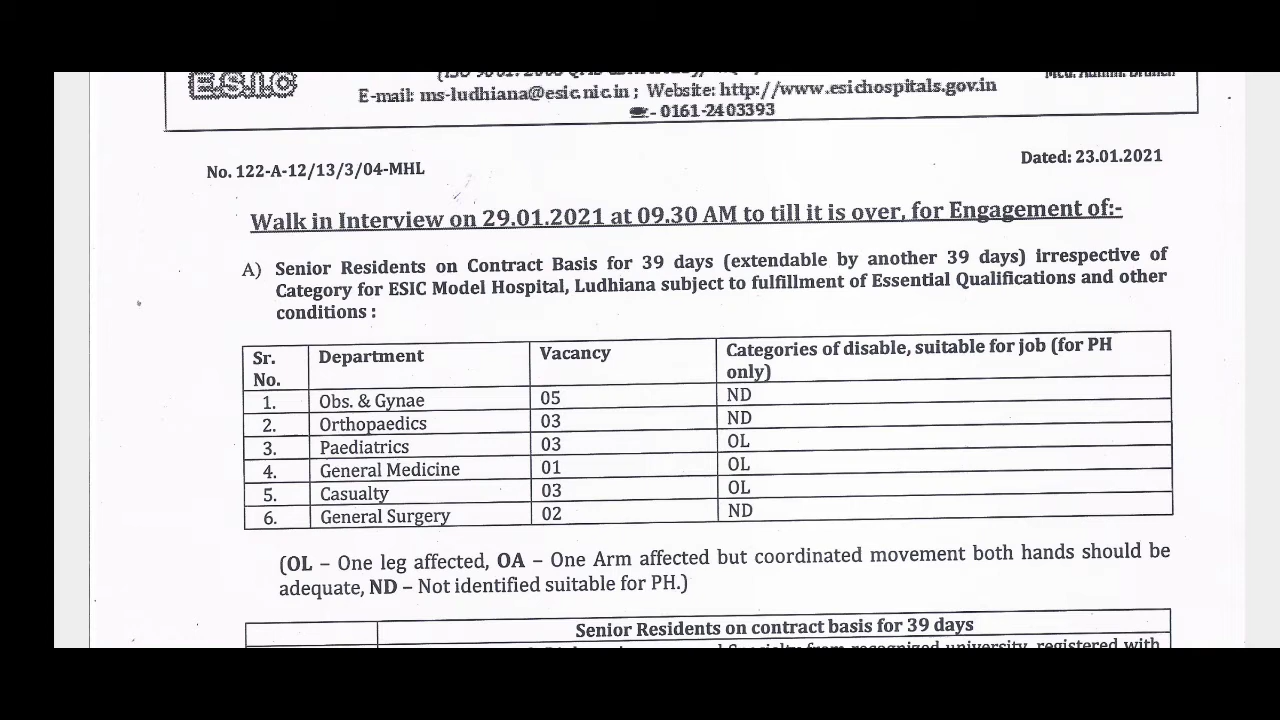 ESIC
E-mail: ms-ludhiana@esic.nic.in ; Website: http://www.esichospitals.gov.in
- 0161-2403393
No. 122-A-12/13/3/04-MHL
Dated: 23.01.2021
Walk in Interview on 29.01.2021 at 09.30 AM to till it is over, for Engagement of:-
A) Senior Residents on Contract Basis for 39 days (extendable by another 39 days) irrespective of
Category for ESIC Model Hospital, Ludhiana subject to fulfillment of Essential Qualifications and other
conditions :
Sr. No. Department Vacancy Categories of disable, suitable for job (for PH only)
1. Obs. & Gynae 05 ND
2. Orthopaedics 03 ND
3. Paediatrics 03 OL
4. General Medicine 01 OL
5. Casualty 03 OL
6. General Surgery 02 ND
(OL – One leg affected, OA – One Arm affected but coordinated movement both hands should be
adequate, ND – Not identified suitable for PH.)
Senior Residents on contract basis for 39 days
from recognized university, registered with